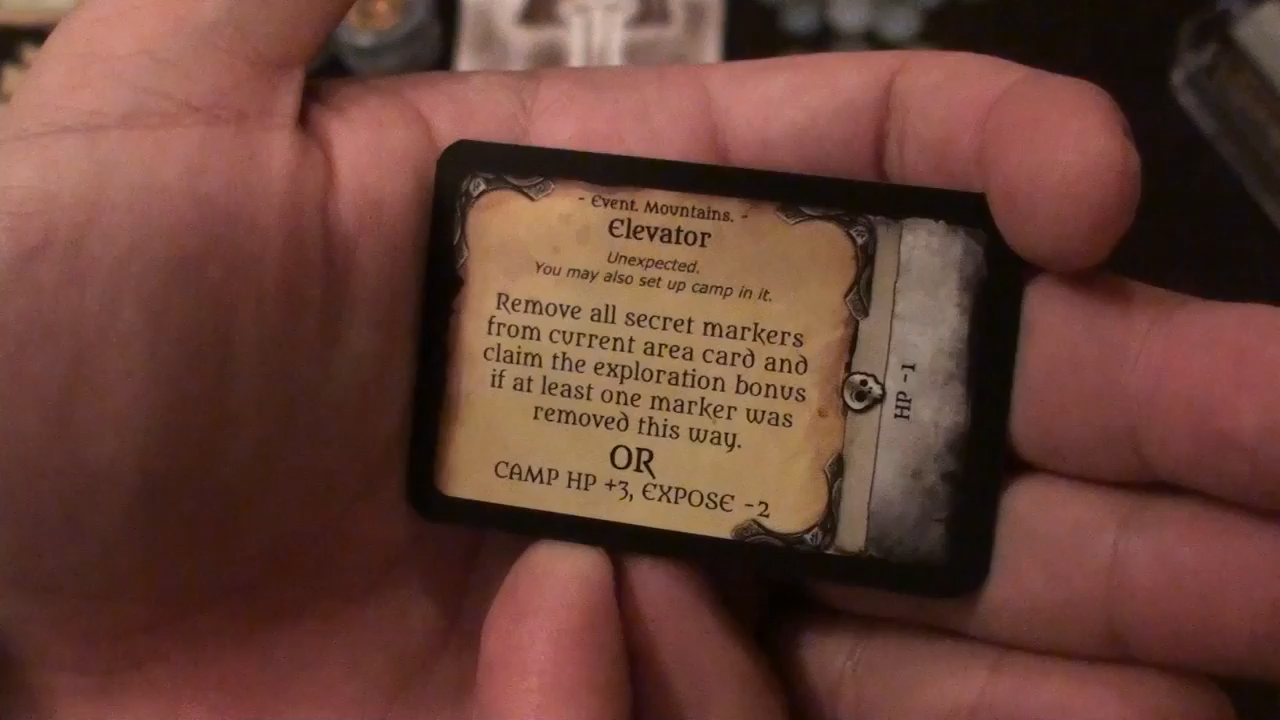 - Event. Mountains. -
Elevator
Unexpected.
You may also set up camp in it.
Remove all secret markers
from current area card and
claim the exploration bonus
if at least one marker was
removed this way.
OR
CAMP HP +3, EXPOSE -2
HP -1